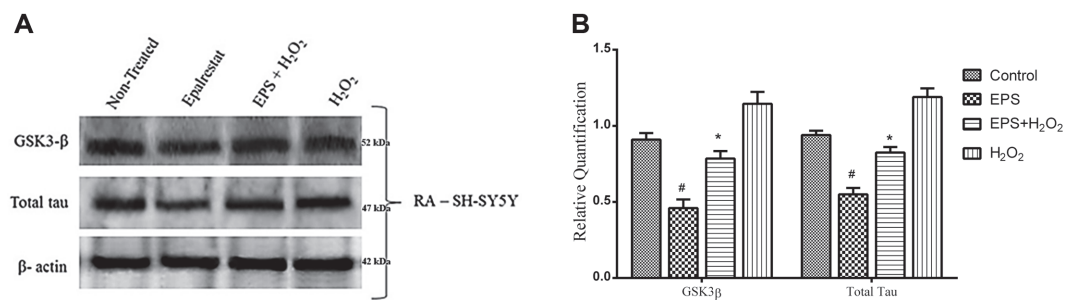 A
Non-Treated
Epalrestat
EPS + H₂O₂
H₂O₂
GSK3-β
52 kDa
Total tau
47 kDa
RA – SH-SY5Y
β- actin
42 kDa
B
Relative Quantification
1.5
1.0
0.5
0.0
#
*
#
*
GSK3β
Total Tau
Control
EPS
EPS+H₂O₂
H₂O₂